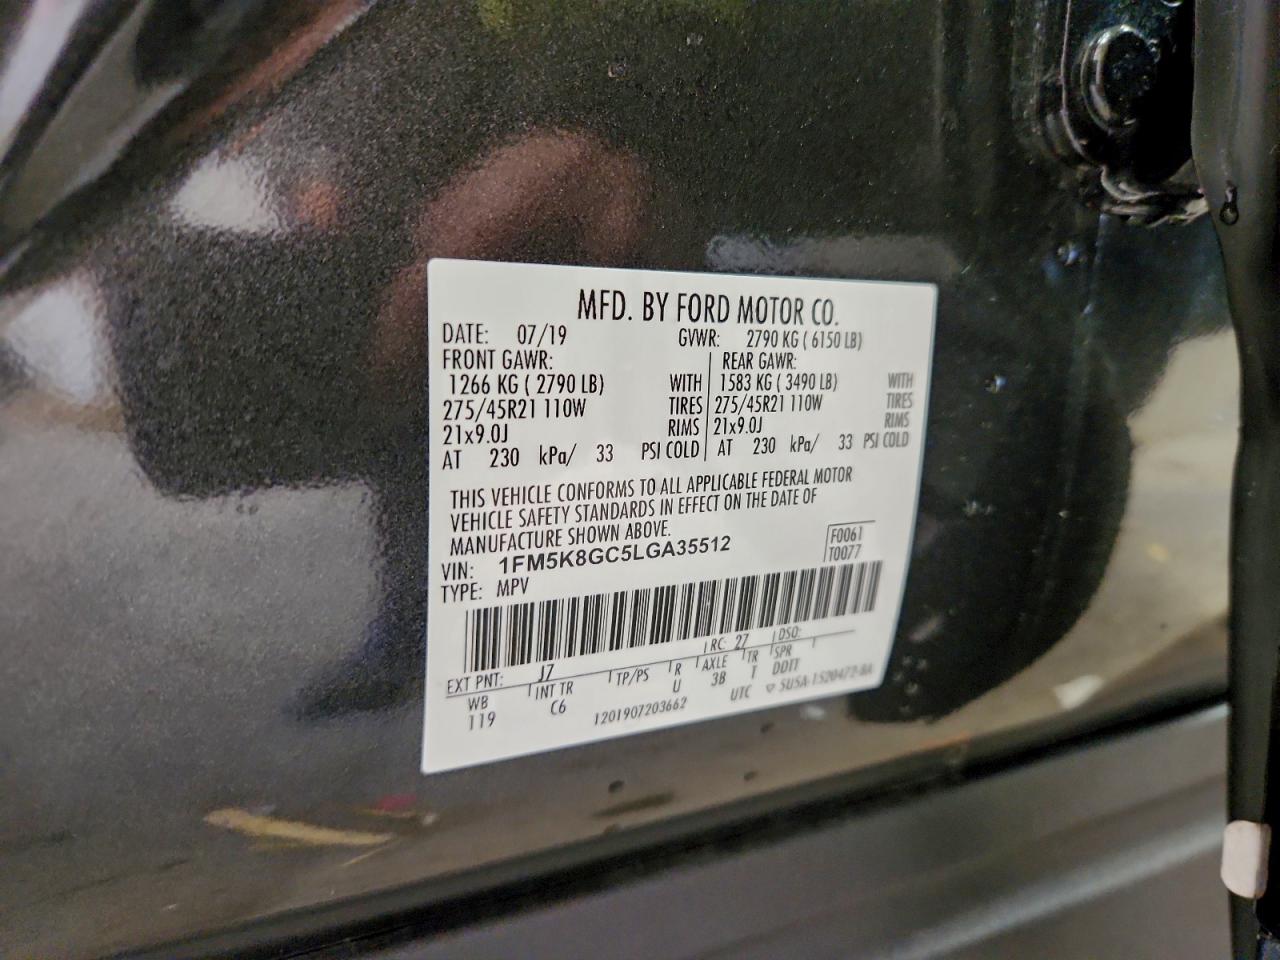 MFD. BY FORD MOTOR CO.
DATE: 07/19 GVWR: 2790 KG ( 6150 LB)
FRONT GAWR: REAR GAWR:
1266 KG ( 2790 LB) WITH 1583 KG ( 3490 LB) WITH
275/45R21 110W TIRES 275/45R21 110W TIRES
21x9.0J RIMS 21x9.0J RIMS
AT 230 kPa/ 33 PSI COLD AT 230 kPa/ 33 PSI COLD
THIS VEHICLE CONFORMS TO ALL APPLICABLE FEDERAL MOTOR
VEHICLE SAFETY STANDARDS IN EFFECT ON THE DATE OF
MANUFACTURE SHOWN ABOVE.
F0061
VIN: 1FM5K8GC5LGA35512 T0077
TYPE: MPV
EXT PNT: J7 RC: 27 DSO:
WB INT TR TP/PS R AXLE TR SPR
119 C6 U 3B T DOIT
1201907203662 UTC ▽ 5USA-1520472-BA